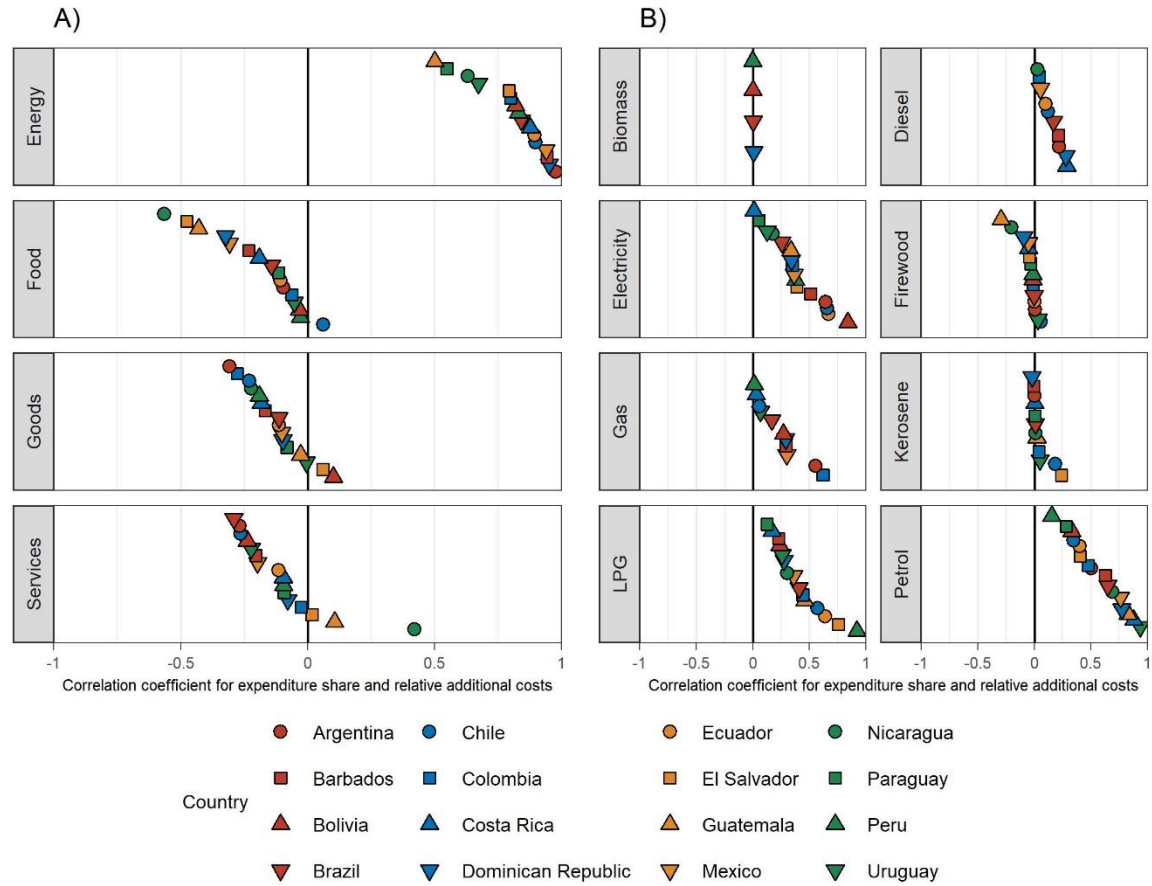 A)
B)
Energy
Food
Goods
Services
-1 -0.5 0 0.5 1
Correlation coefficient for expenditure share and relative additional costs
Biomass
Diesel
Electricity
Firewood
Gas
Kerosene
LPG
Petrol
-1 -0.5 0 0.5 1
-1 -0.5 0 0.5 1
Correlation coefficient for expenditure share and relative additional costs
Country
Argentina
Chile
Ecuador
Nicaragua
Barbados
Colombia
El Salvador
Paraguay
Bolivia
Costa Rica
Guatemala
Peru
Brazil
Dominican Republic
Mexico
Uruguay